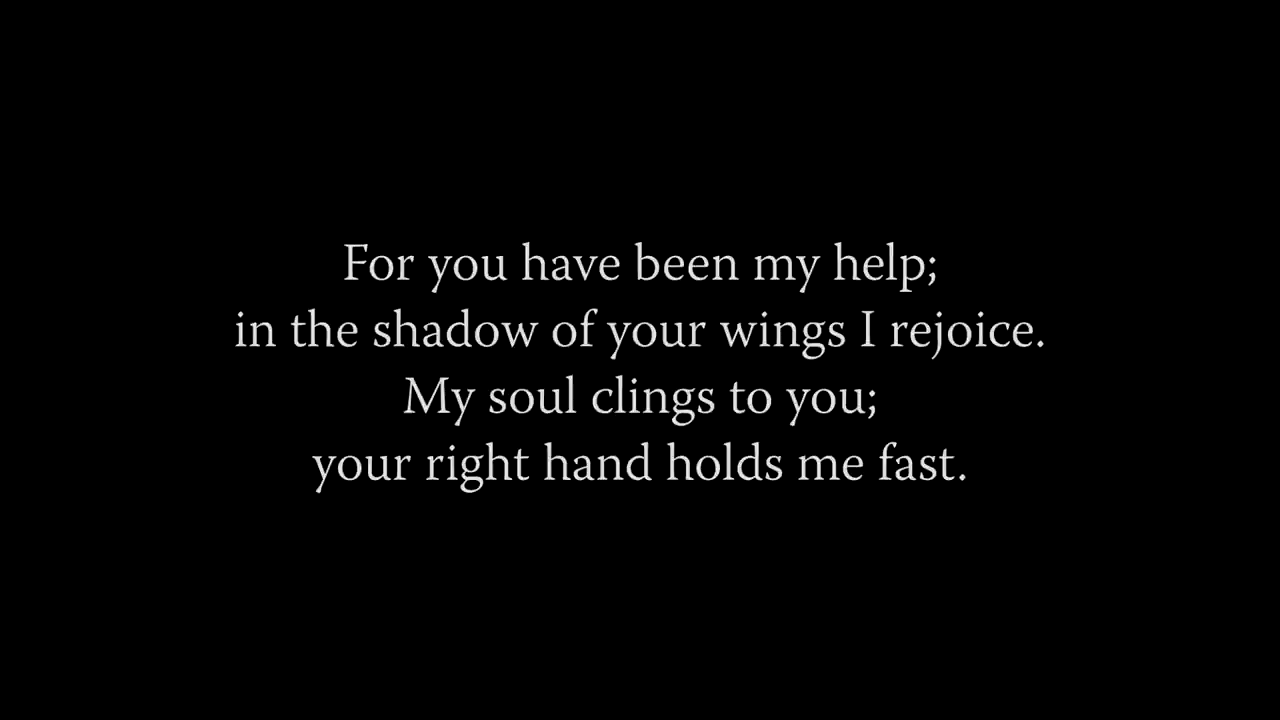 For you have been my help;
in the shadow of your wings I rejoice.
My soul clings to you;
your right hand holds me fast.